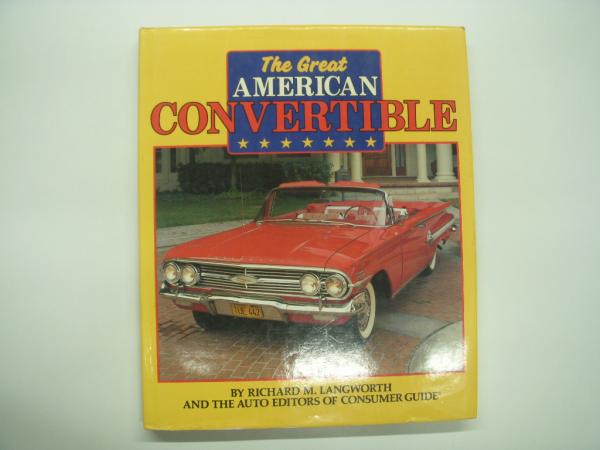 The Great
AMERICAN
CONVERTIBLE
BY RICHARD M. LANGWORTH
AND THE AUTO EDITORS OF CONSUMER GUIDE®